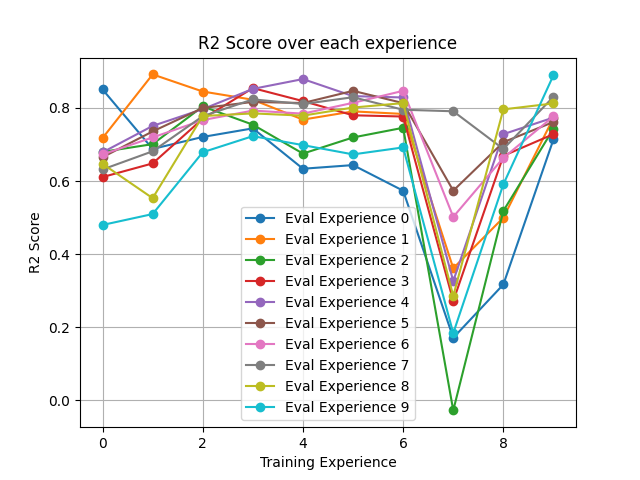 R2 Score over each experience
R2 Score
0.8
0.6
0.4
0.2
0.0
Eval Experience 0
Eval Experience 1
Eval Experience 2
Eval Experience 3
Eval Experience 4
Eval Experience 5
Eval Experience 6
Eval Experience 7
Eval Experience 8
Eval Experience 9
0 2 4 6 8
Training Experience